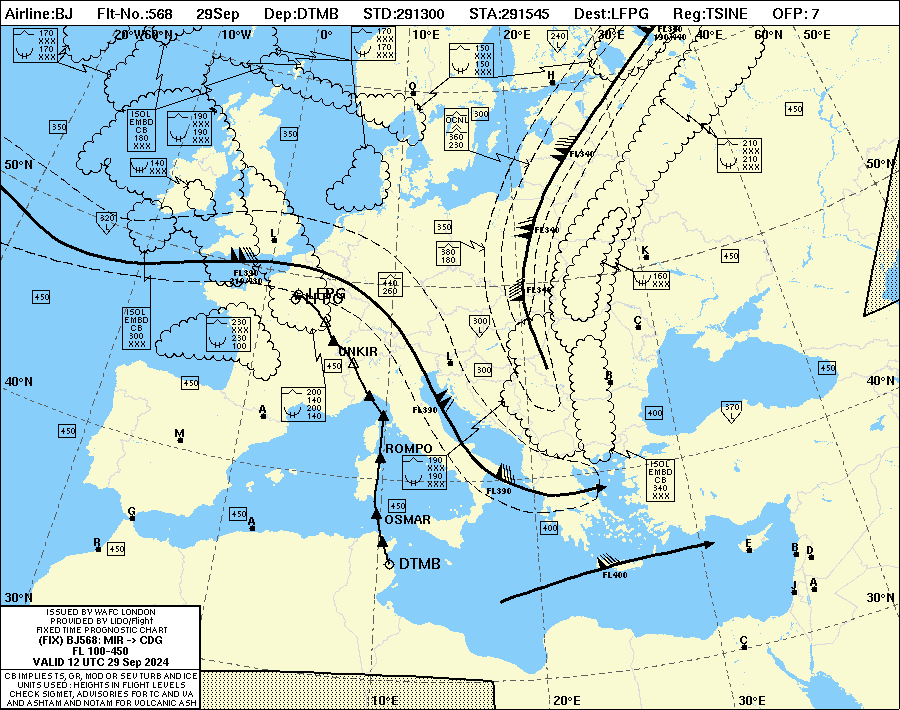 Airline:BJ Flt-No.:568 29Sep Dep:DTMB STD:291300 STA:291545 Dest:LFPG Reg:TSINE OFP: 7
20°W 60°N 10°W 0° 10°E 20°E 30°E 40°E 60°N 50°E
170
XXX
170
XXX
170
XXX
170
XXX
150
XXX
150
XXX
240
L
FL380
H
O
350
ISOL
EMBD
CB
180
XXX
190
XXX
190
XXX
350
OCNL
360
230
300
450
FL340
210
XXX
210
XXX
50°N
140
XXX
50°N
320
L
L
350
FL340
380
180
K
450
FL390
440
260
160
XXX
LFPG
LFPO
FL340
450
ISOL
EMBD
CB
300
XXX
230
XXX
230
100
300
L
C
UNKIR
L
450
300
450
40°N
450
B
40°N
200
140
200
140
A
FL390
400
370
L
450
M
ROMPO
190
XXX
190
XXX
ISOL
EMBD
CB
340
XXX
FL390
G
450
A
450
OSMAR
400
R
450
E
B
D
DTMB
FL400
J
A
30°N
30°N
ISSUED BY WAFC LONDON
PROVIDED BY LIDO/Flight
FIXED TIME PROGNOSTIC CHART
(FIX) BJ568: MIR -> CDG
FL 100-450
VALID 12 UTC 29 Sep 2024
C
CB IMPLIES TS, GR, MOD OR SEV TURB AND ICE
UNITS USED : HEIGHTS IN FLIGHT LEVELS
CHECK SIGMET, ADVISORIES FOR TC AND VA
AND ASHTAM AND NOTAM FOR VOLCANIC ASH
10°E 20°E 30°E